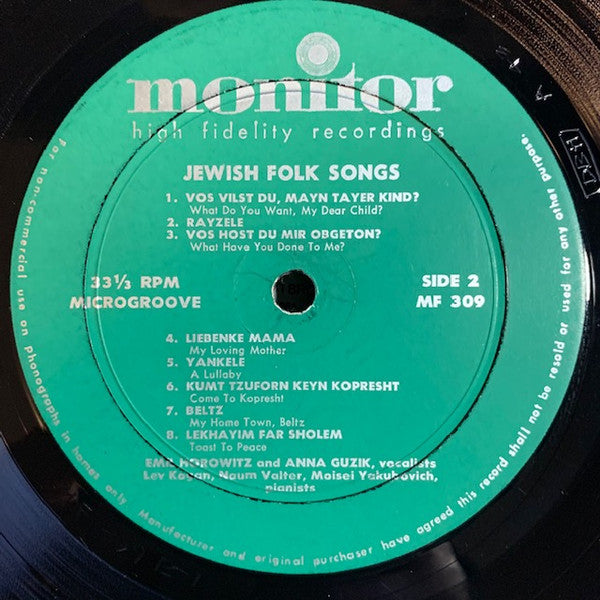 monitor
high fidelity recordings
JEWISH FOLK SONGS
1. VOS VILST DU, MAYN TAYER KIND?
What Do You Want, My Dear Child?
2. RAYZELE
3. VOS HOST DU MIR OBGETON?
What Have You Done To Me?
33⅓ RPM
MICROGROOVE
SIDE 2
MF 309
4. LIEBENKE MAMA
My Loving Mother
5. YANKELE
A Lullaby
6. KUMT TZUFORN KEYN KOPRESHT
Come To Kopresht
7. BELTZ
My Home Town, Beltz
8. LEKHAYIM FAR SHOLEM
Toast To Peace
EMIL HOROWITZ and ANNA GUZIK, vocalists
Lev Kogan, Naum Valter, Moisei Yakubovich,
pianists
For non-commercial use on phonographs in homes only. Manufacturer and original purchaser have agreed this record shall not be resold or used for any other purpose.